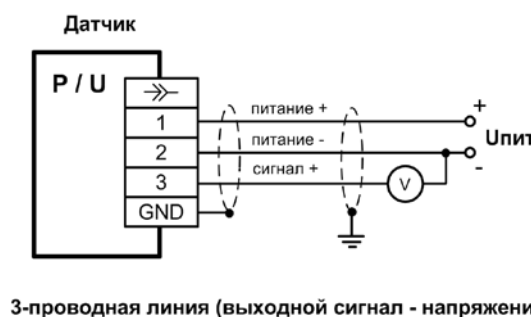 Датчик
P / U
1
2
3
GND
питание +
питание -
сигнал +
V
+
Uпит
-
3-проводная линия (выходной сигнал - напряжени